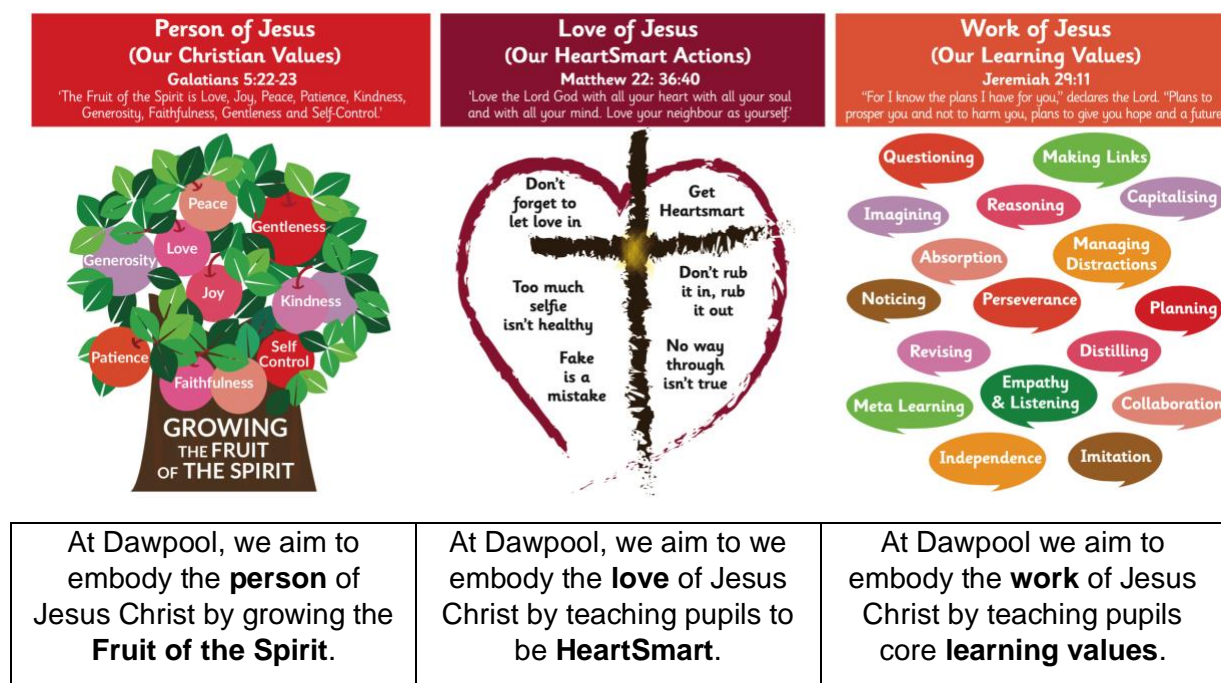 Person of Jesus
(Our Christian Values)
Galatians 5:22-23
'The Fruit of the Spirit is Love, Joy, Peace, Patience, Kindness,
Generosity, Faithfulness, Gentleness and Self-Control.'
Peace
Gentleness
Love
Generosity
Joy
Kindness
Patience
Self
Control
Faithfulness
GROWING
THE FRUIT
OF THE SPIRIT
Love of Jesus
(Our HeartSmart Actions)
Matthew 22: 36:40
'Love the Lord God with all your heart with all your soul
and with all your mind. Love your neighbour as yourself.'
Don't
forget to
let love in
Get
Heartsmart
Too much
selfie
isn't healthy
Don't rub
it in, rub
it out
Fake
is a
mistake
No way
through
isn't true
Work of Jesus
(Our Learning Values)
Jeremiah 29:11
"For I know the plans I have for you," declares the Lord. "Plans to
prosper you and not to harm you, plans to give you hope and a future
Questioning
Making Links
Imagining
Reasoning
Capitalising
Absorption
Managing
Distractions
Noticing
Perseverance
Planning
Revising
Distilling
Meta Learning
Empathy
& Listening
Collaboration
Independence
Imitation
At Dawpool, we aim to
embody the person of
Jesus Christ by growing the
Fruit of the Spirit.
At Dawpool, we aim to we
embody the love of Jesus
Christ by teaching pupils to
be HeartSmart.
At Dawpool we aim to
embody the work of Jesus
Christ by teaching pupils
core learning values.